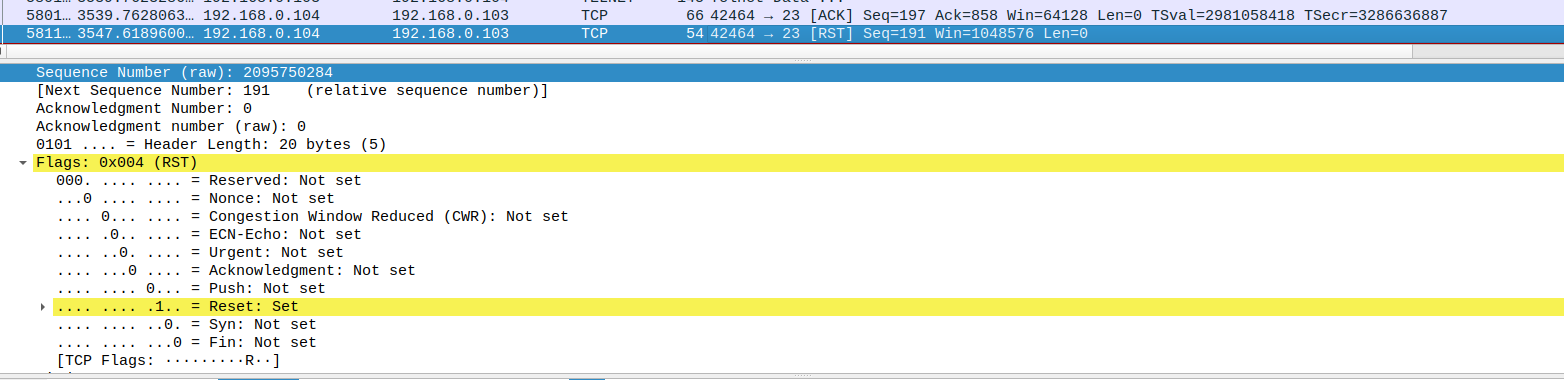 5801… 3539.7628063… 192.168.0.104 192.168.0.103 TCP 66 42464 → 23 [ACK] Seq=197 Ack=858 Win=64128 Len=0 TSval=2981058418 TSecr=3286636887
5811… 3547.6189600… 192.168.0.104 192.168.0.103 TCP 54 42464 → 23 [RST] Seq=191 Win=1048576 Len=0
Sequence Number (raw): 2095750284
[Next Sequence Number: 191    (relative sequence number)]
Acknowledgment Number: 0
Acknowledgment number (raw): 0
0101 .... = Header Length: 20 bytes (5)
Flags: 0x004 (RST)
000. .... .... = Reserved: Not set
...0 .... .... = Nonce: Not set
.... 0... .... = Congestion Window Reduced (CWR): Not set
.... .0.. .... = ECN-Echo: Not set
.... ..0. .... = Urgent: Not set
.... ...0 .... = Acknowledgment: Not set
.... .... 0... = Push: Not set
.... .... .1.. = Reset: Set
.... .... ..0. = Syn: Not set
.... .... ...0 = Fin: Not set
[TCP Flags: ·········R··]